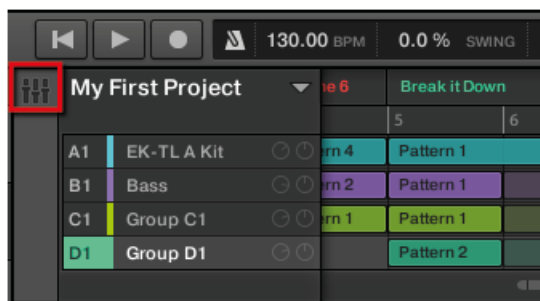 130.00 BPM 0.0 % SWING
My First Project Break it Down
5 6
A1 EK-TL A Kit Pattern 1
B1 Bass Pattern 1
C1 Group C1 Pattern 1
D1 Group D1 Pattern 2